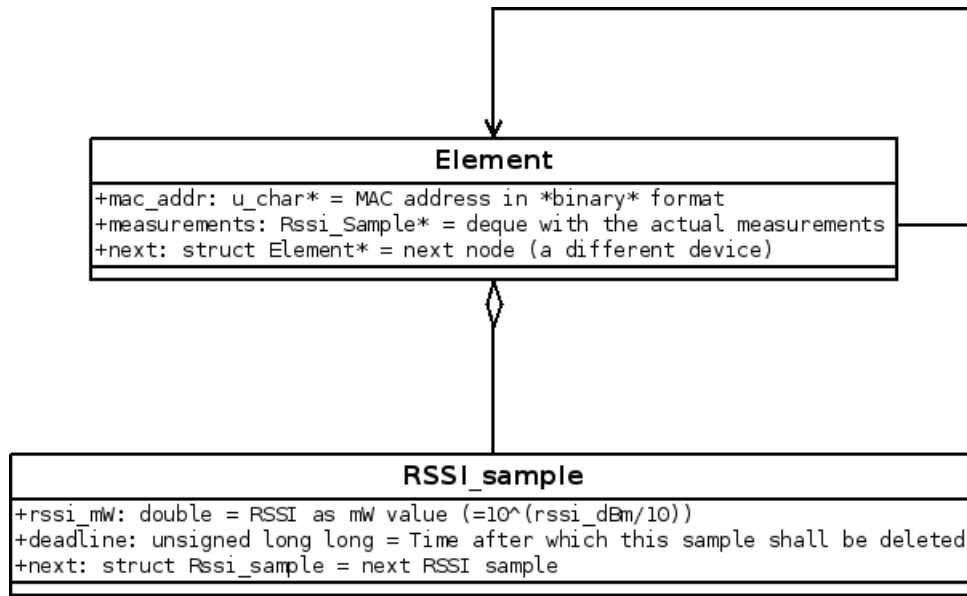 Element
+mac_addr: u_char* = MAC address in *binary* format
+measurements: Rssi_Sample* = deque with the actual measurements
+next: struct Element* = next node (a different device)
RSSI_sample
+rssi_mW: double = RSSI as mW value (=10^(rssi_dBm/10))
+deadline: unsigned long long = Time after which this sample shall be deleted
+next: struct Rssi_sample = next RSSI sample